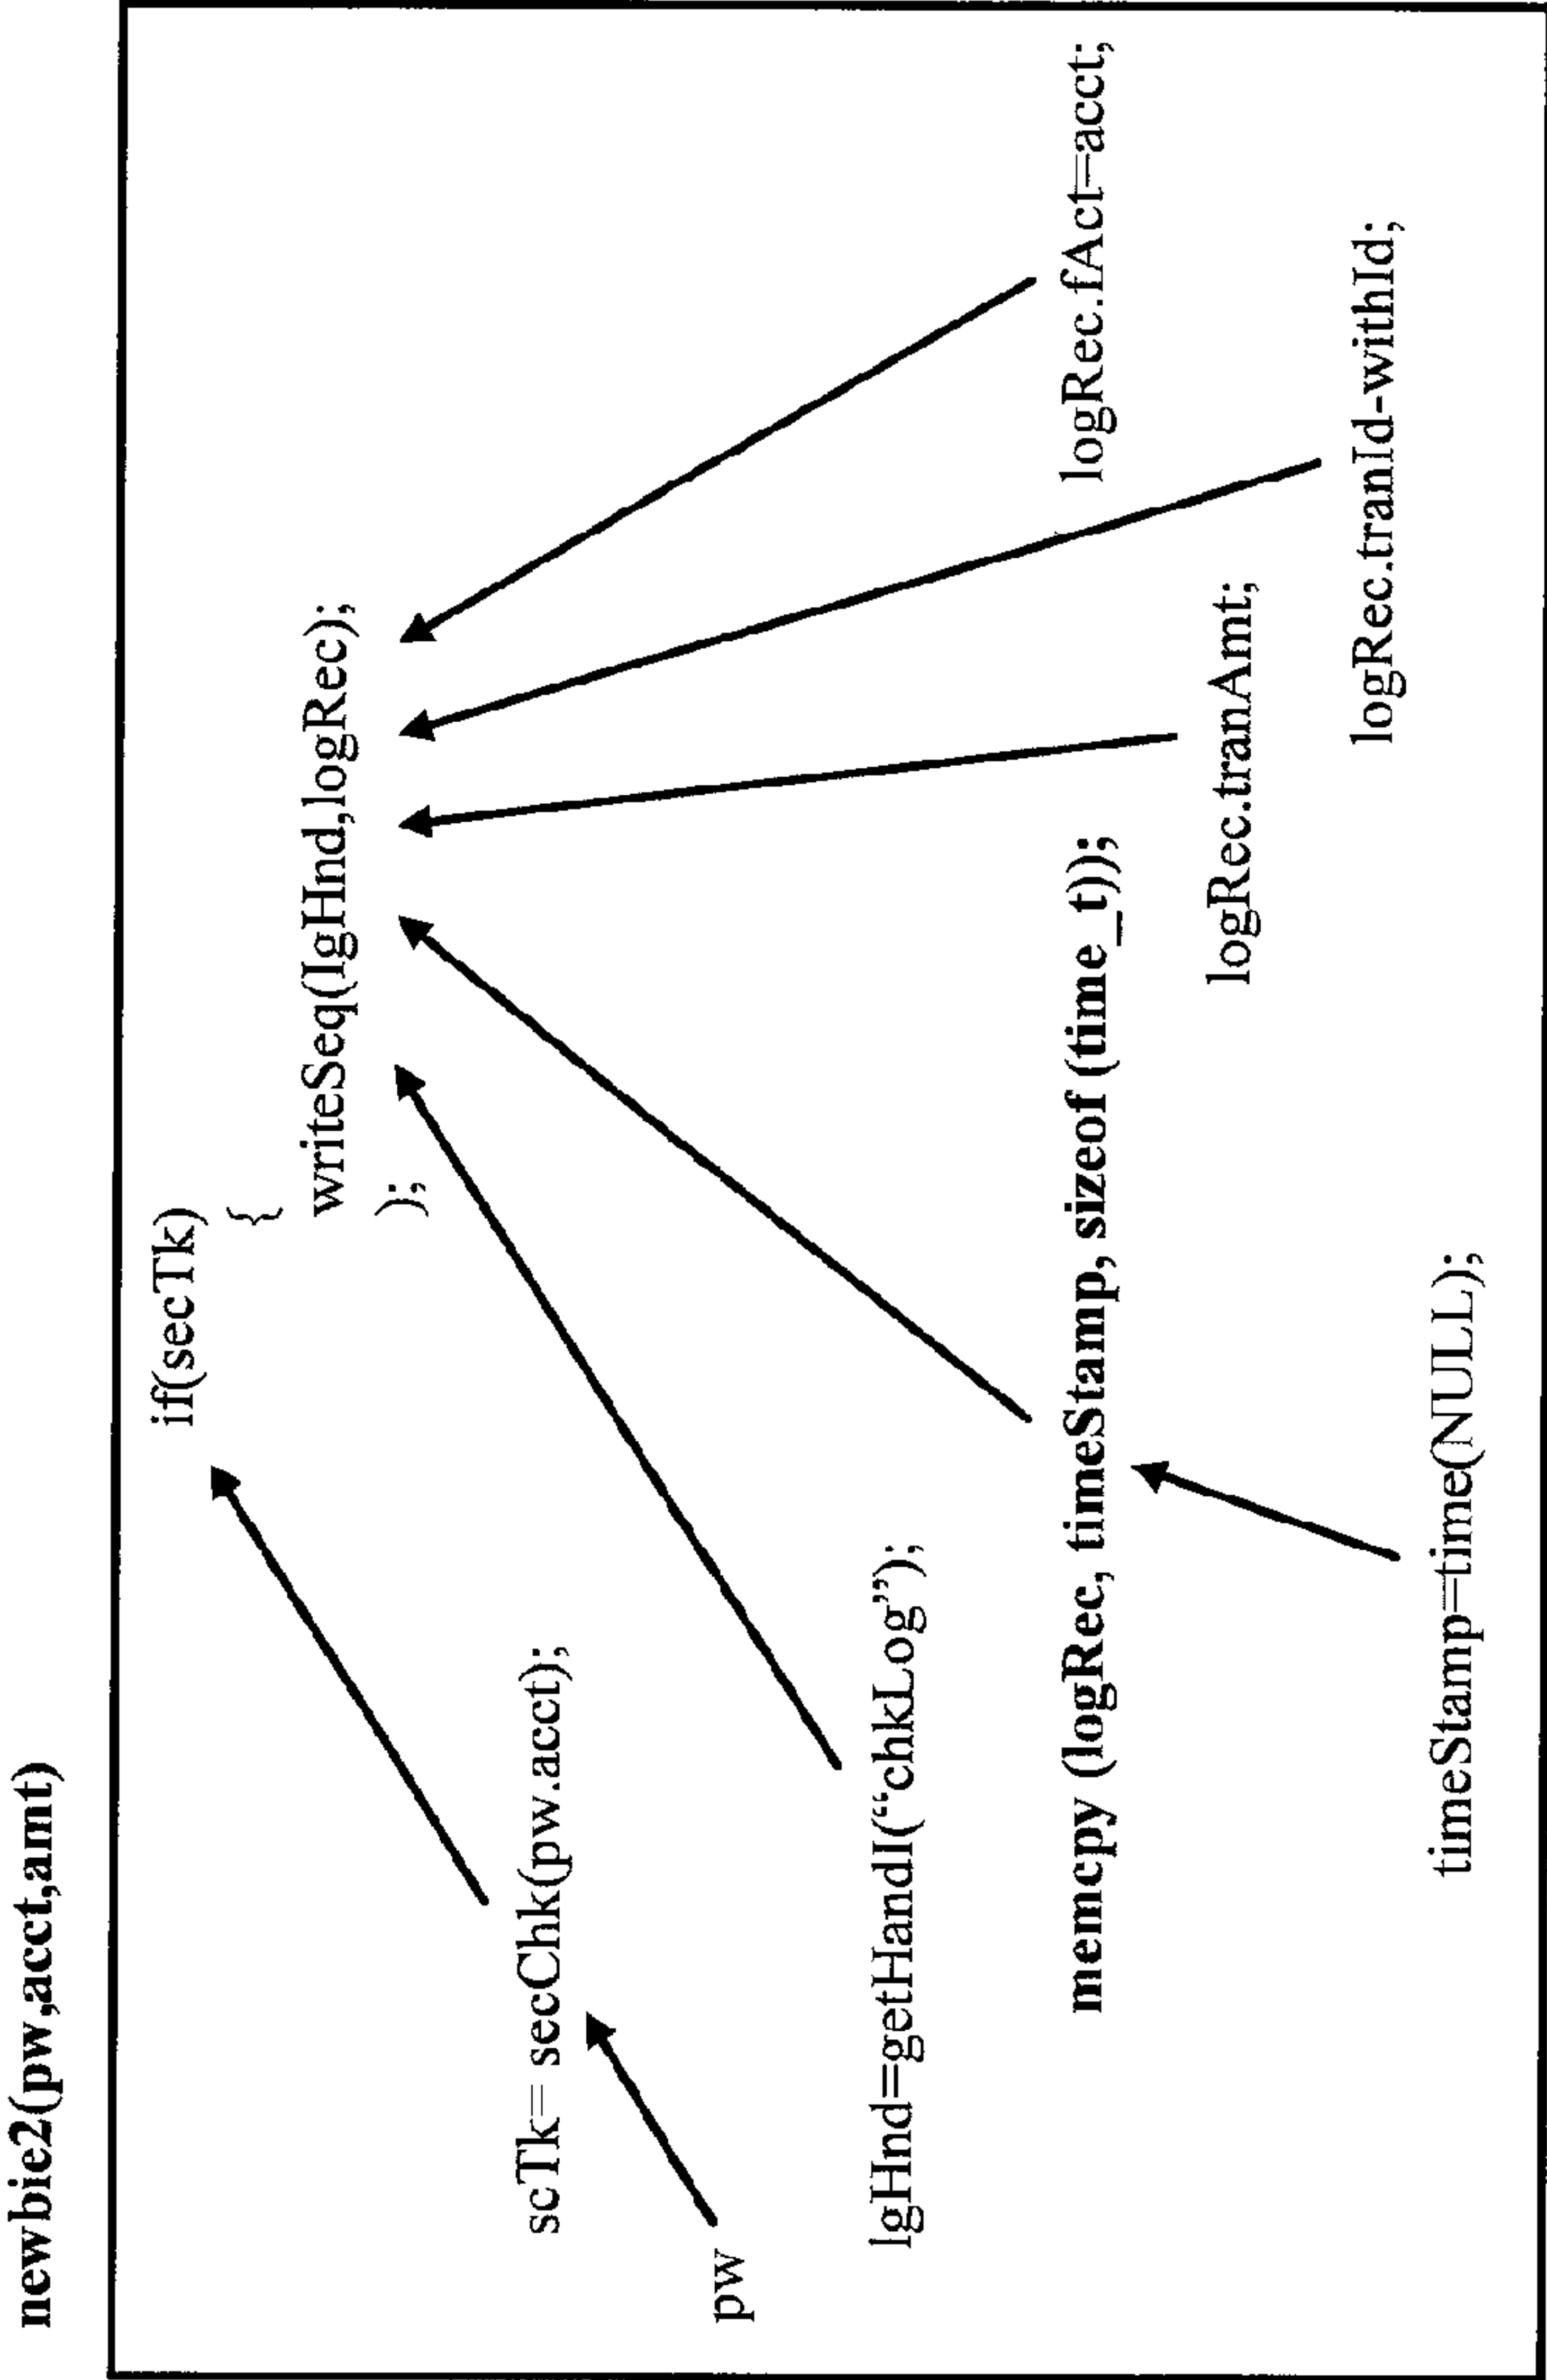 newbie2(pw,acct,amt)
if(secTk)
{
writeSeq(lgHnd,logRec);
);
scTk= secChk(pw.acct);
pw
lgHnd=getHandl(“chkLog”);
memcpy (logRec, timeStamp, sizeof (time_t));
logRec.fAct=acct;
logRec.tranAmt;
logRec.tranId-withId;
timeStamp=time(NULL);